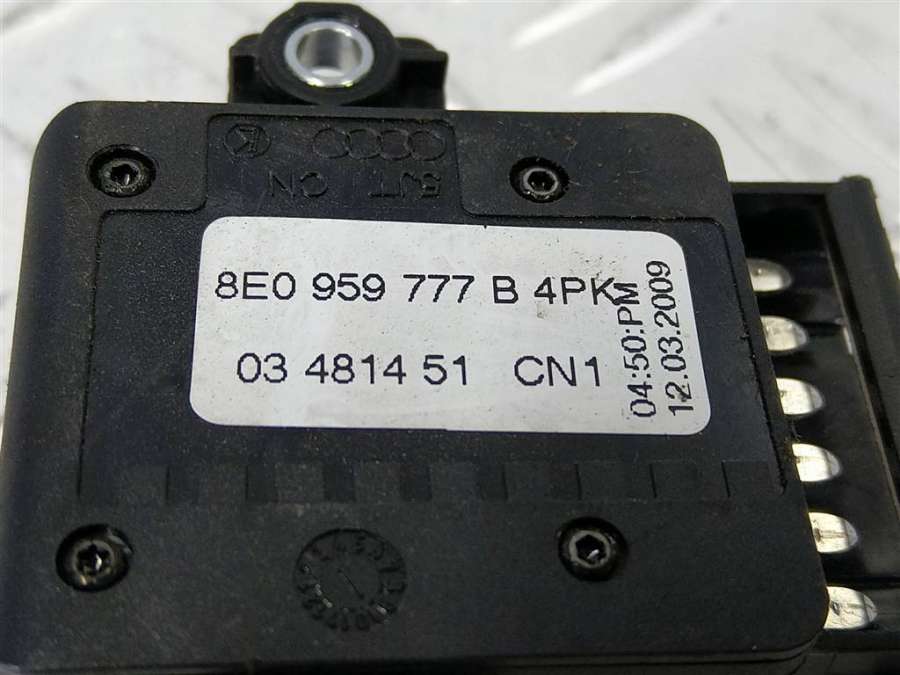 5JT CN
K
8E0 959 777 B 4PK
03 4814 51 CN1
04:50:PM
12.03.2009